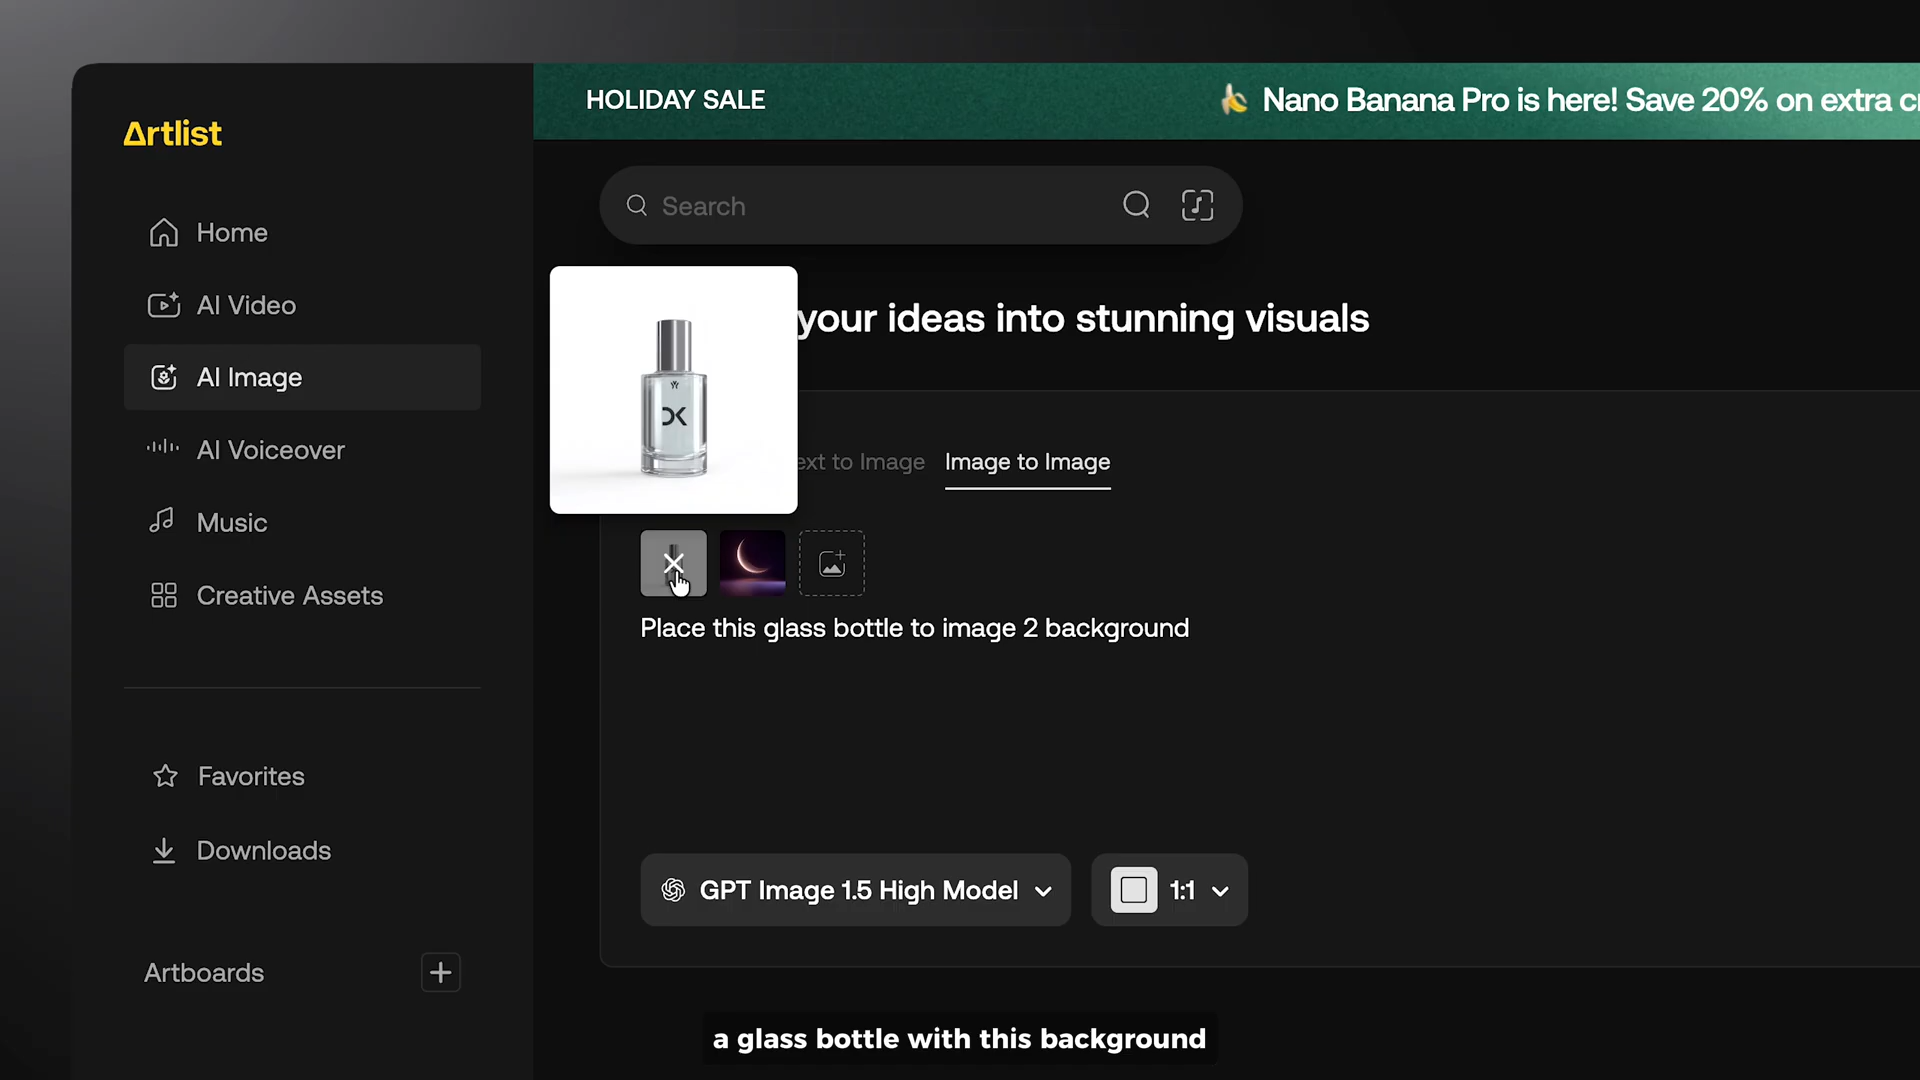 HOLIDAY SALE
🍌 Nano Banana Pro is here! Save 20% on extra
Artlist
Search
Home
your ideas into stunning visuals
AI Video
AI Image
AI Voiceover
Music
Creative Assets
Favorites
Downloads
Artboards
DK
ext to Image
Image to Image
Place this glass bottle to image 2 background
GPT Image 1.5 High Model
1:1
a glass bottle with this background